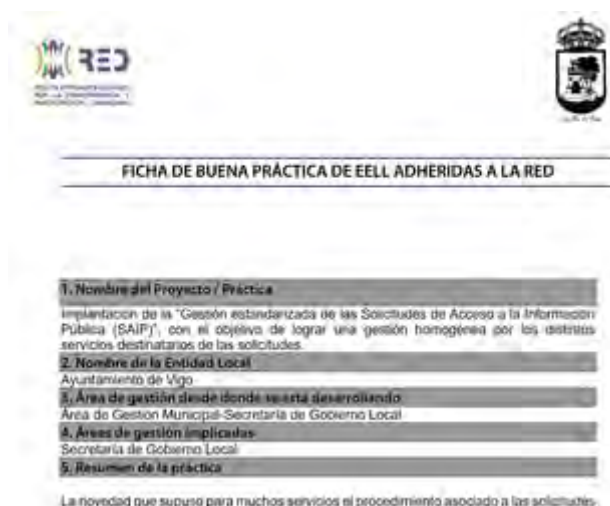 RED
FICHA DE BUENA PRÁCTICA DE EELL ADHERIDAS A LA RED
1. Nombre del Proyecto / Práctica
Implantación de la "Gestión estandarizada de las Solicitudes de Acceso a la Información
Pública (SAIP)", con el objetivo de lograr una gestión homogénea por los distintos
servicios destinatarios de las solicitudes.
2. Nombre de la Entidad Local
Ayuntamiento de Vigo
3. Área de gestión desde donde se está desarrollando
Área de Gestión Municipal-Secretaría de Gobierno Local
4. Áreas de gestión implicadas
Secretaría de Gobierno Local
5. Resumen de la práctica
La novedad que supuso para muchos servicios el procedimiento asociado a las solicitudes